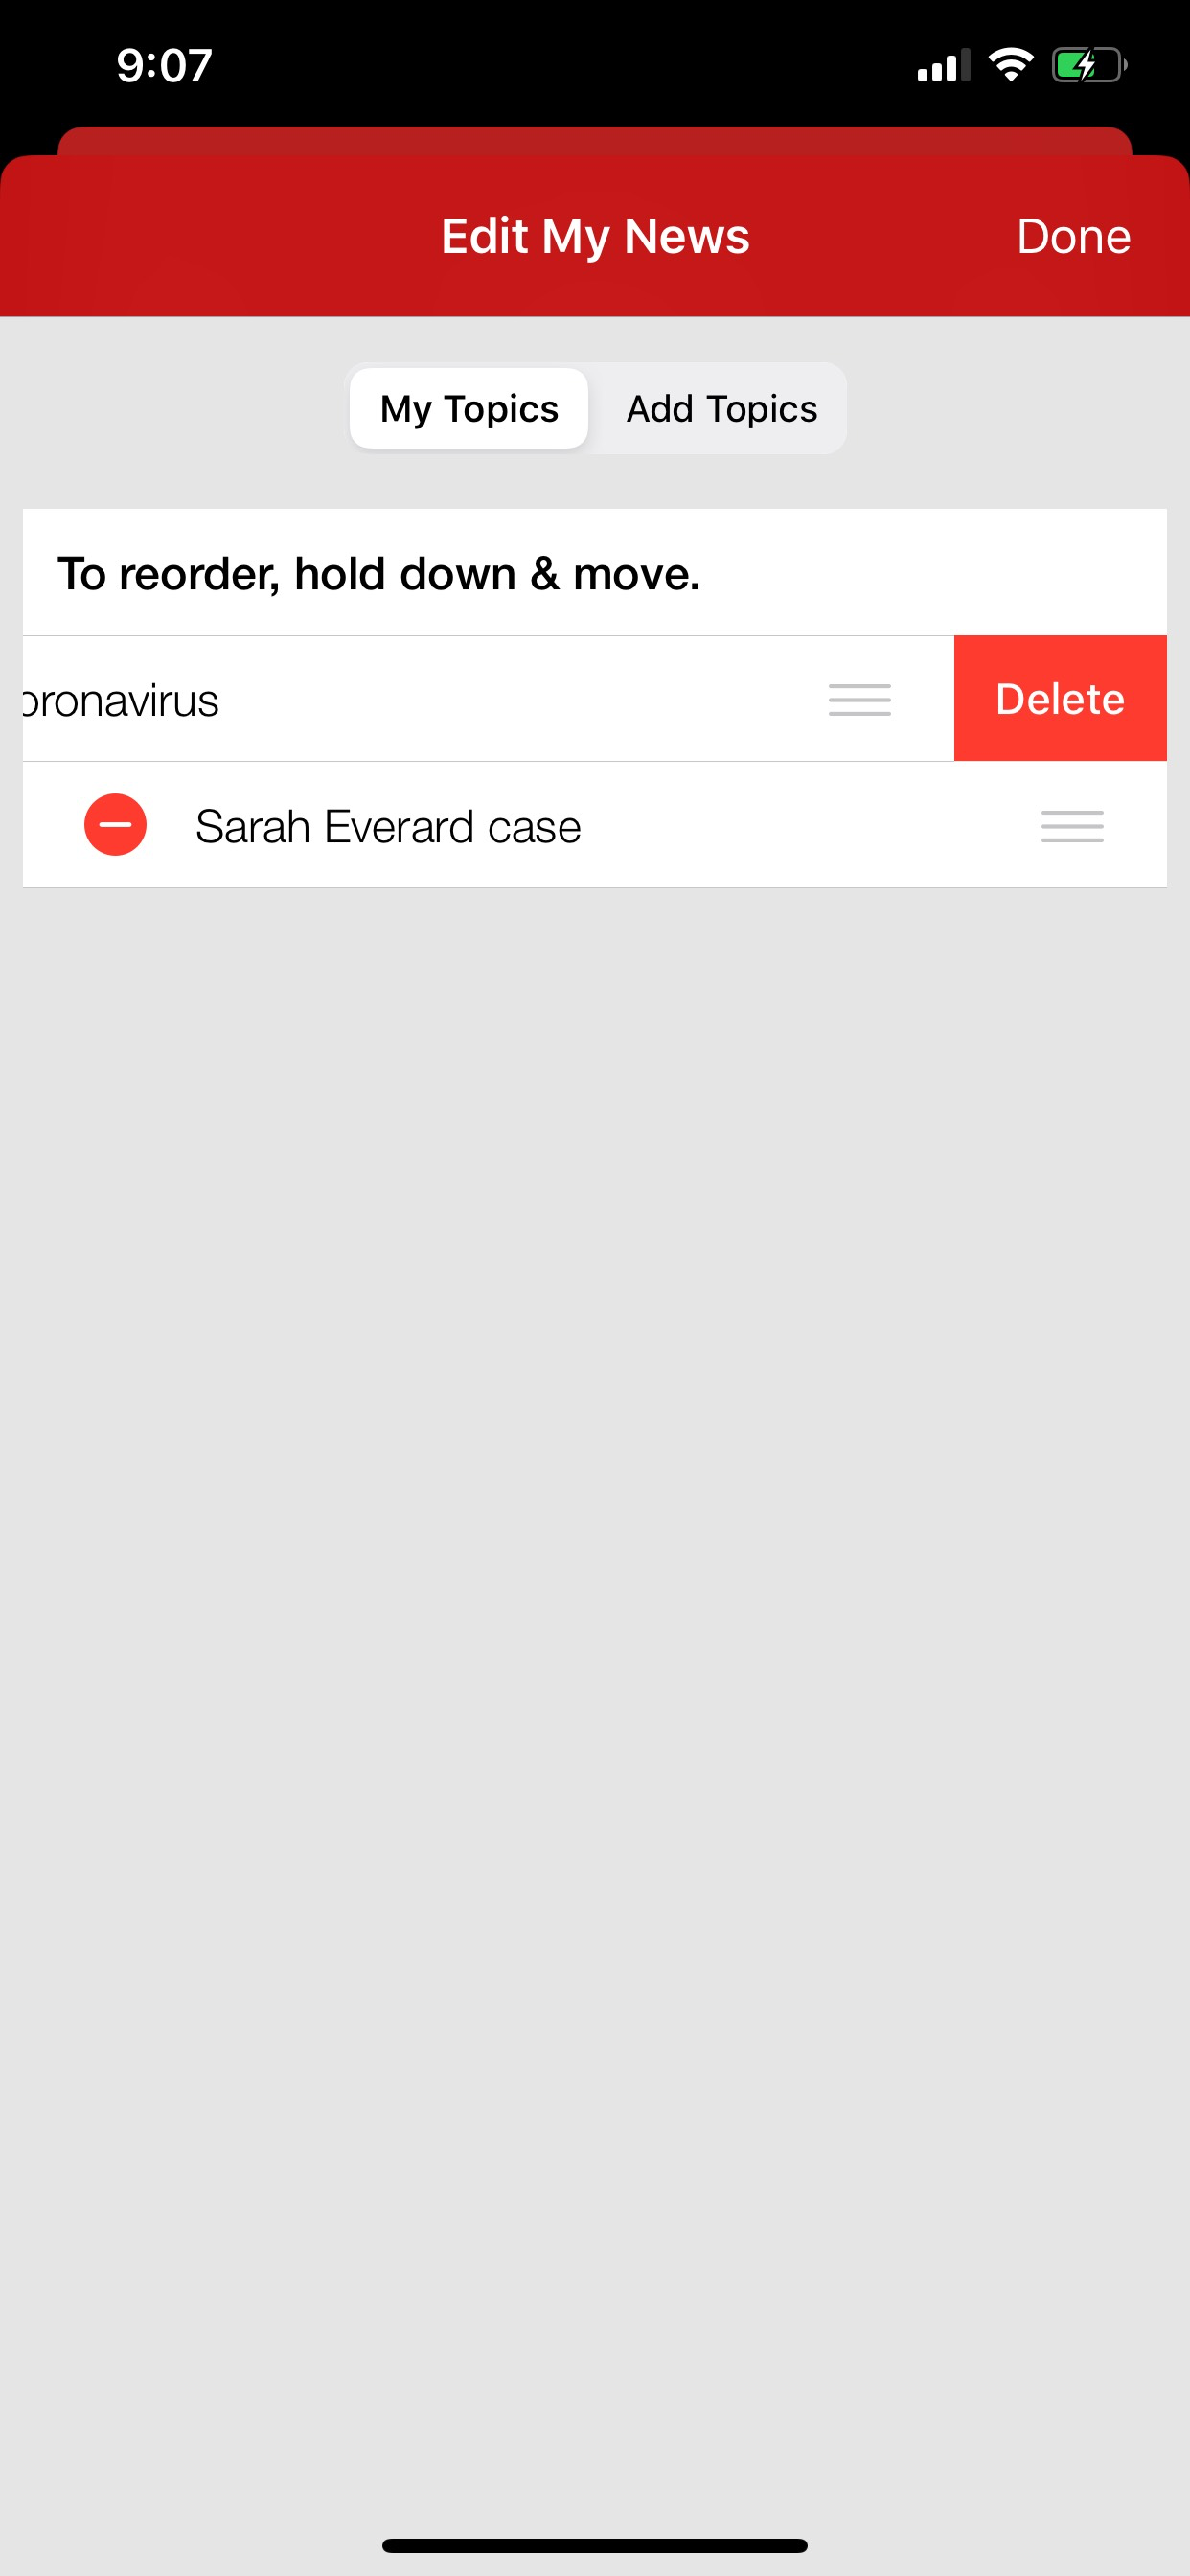 9:07
Edit My News
Done
My Topics
Add Topics
To reorder, hold down & move.
oronavirus
Delete
Sarah Everard case